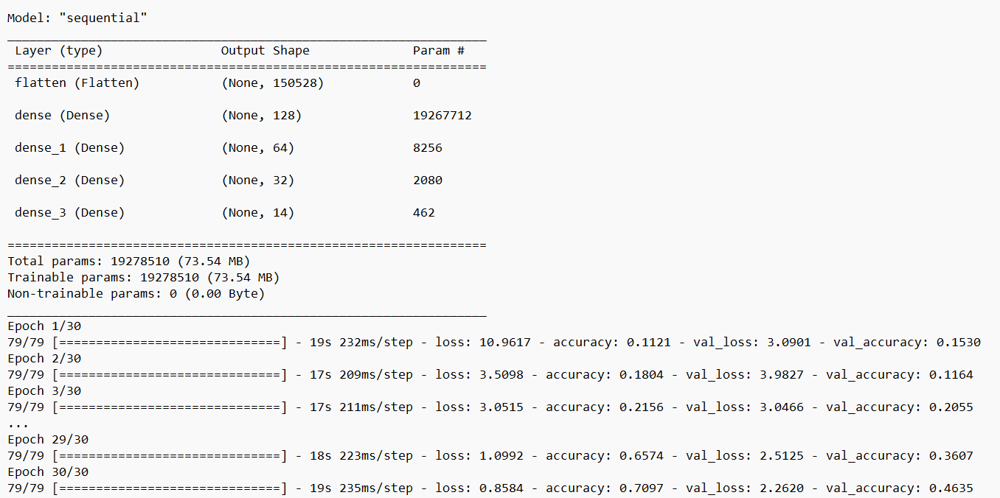 Model: "sequential"
_________________________________________________________________
 Layer (type)                Output Shape              Param #
=================================================================
 flatten (Flatten)           (None, 150528)            0
 dense (Dense)               (None, 128)               19267712
 dense_1 (Dense)             (None, 64)                8256
 dense_2 (Dense)             (None, 32)                2080
 dense_3 (Dense)             (None, 14)                462
=================================================================
Total params: 19278510 (73.54 MB)
Trainable params: 19278510 (73.54 MB)
Non-trainable params: 0 (0.00 Byte)
_________________________________________________________________
Epoch 1/30
79/79 [==============================] - 19s 232ms/step - loss: 10.9617 - accuracy: 0.1121 - val_loss: 3.0901 - val_accuracy: 0.1530
Epoch 2/30
79/79 [==============================] - 17s 209ms/step - loss: 3.5098 - accuracy: 0.1804 - val_loss: 3.9827 - val_accuracy: 0.1164
Epoch 3/30
79/79 [==============================] - 17s 211ms/step - loss: 3.0515 - accuracy: 0.2156 - val_loss: 3.0466 - val_accuracy: 0.2055
...
Epoch 29/30
79/79 [==============================] - 18s 223ms/step - loss: 1.0992 - accuracy: 0.6574 - val_loss: 2.5125 - val_accuracy: 0.3607
Epoch 30/30
79/79 [==============================] - 19s 235ms/step - loss: 0.8584 - accuracy: 0.7097 - val_loss: 2.2620 - val_accuracy: 0.4635